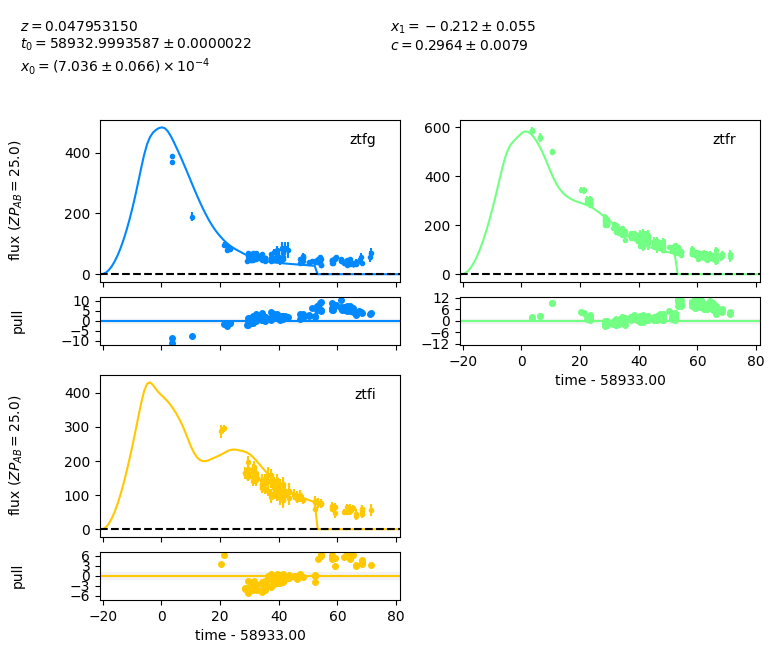 z = 0.047953150
t₀ = 58932.9993587 ± 0.0000022
x₀ = (7.036 ± 0.066) × 10⁻⁴
x₁ = −0.212 ± 0.055
c = 0.2964 ± 0.0079
flux (ZP_AB = 25.0)
400
200
0
ztfg
600
400
200
0
ztfr
pull
10
5
0
−5
−10
12
6
0
−6
−12
−20 0 20 40 60 80
time - 58933.00
flux (ZP_AB = 25.0)
400
300
200
100
0
ztfi
pull
6
3
0
−3
−6
−20 0 20 40 60 80
time - 58933.00